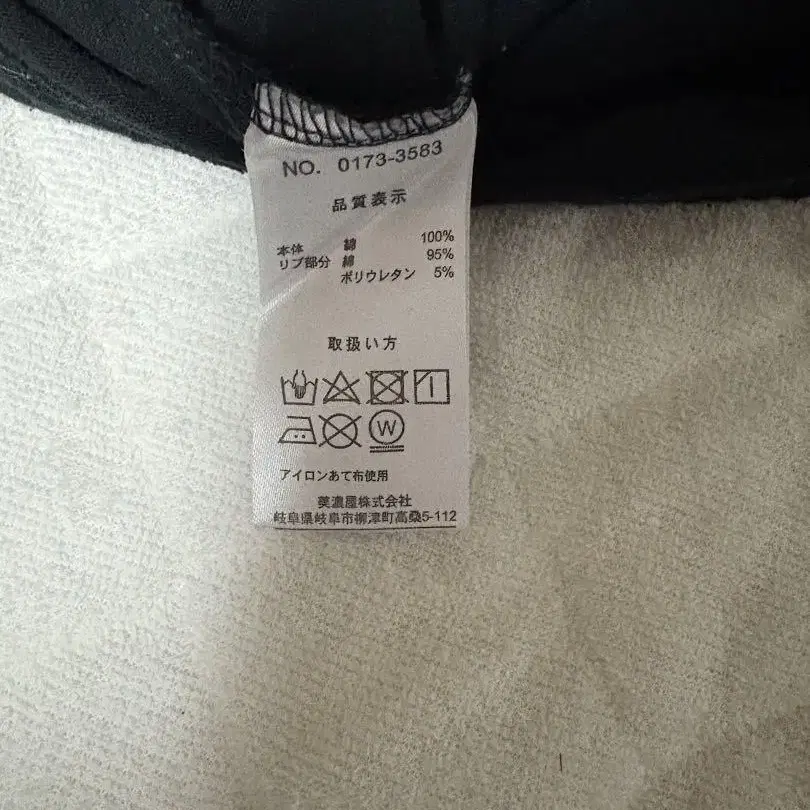 NO. 0173-3583
品質表示
本体 綿 100%
リブ部分 綿 95%
ポリウレタン 5%
取扱い方
W
アイロンあて布使用
美濃屋株式会社
岐阜県岐阜市柳津町高桑5-112